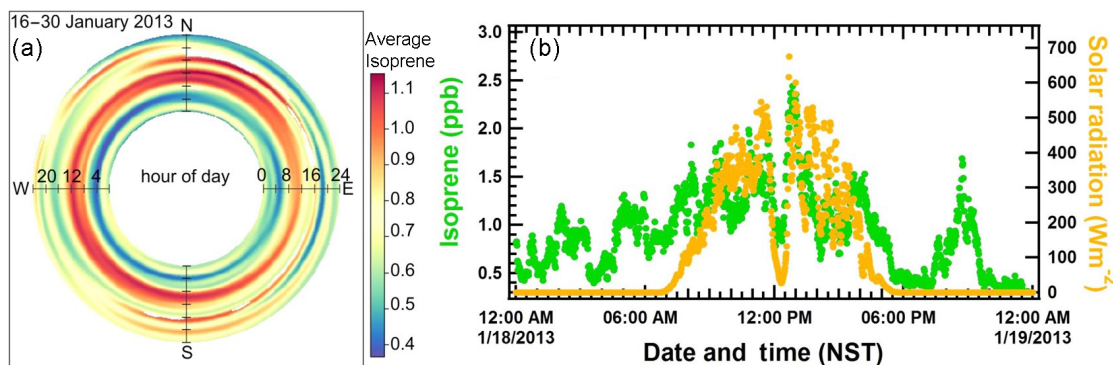 16–30 January 2013
(a)
N
W
20 12 4
hour of day
0 8 16 24
E
S
Average
Isoprene
1.1
1.0
0.9
0.8
0.7
0.6
0.5
0.4
(b)
Isoprene (ppb)
3.0
2.5
2.0
1.5
1.0
0.5
Solar radiation (Wm⁻²)
700
600
500
400
300
200
100
0
12:00 AM
1/18/2013
06:00 AM
12:00 PM
06:00 PM
12:00 AM
1/19/2013
Date and time (NST)